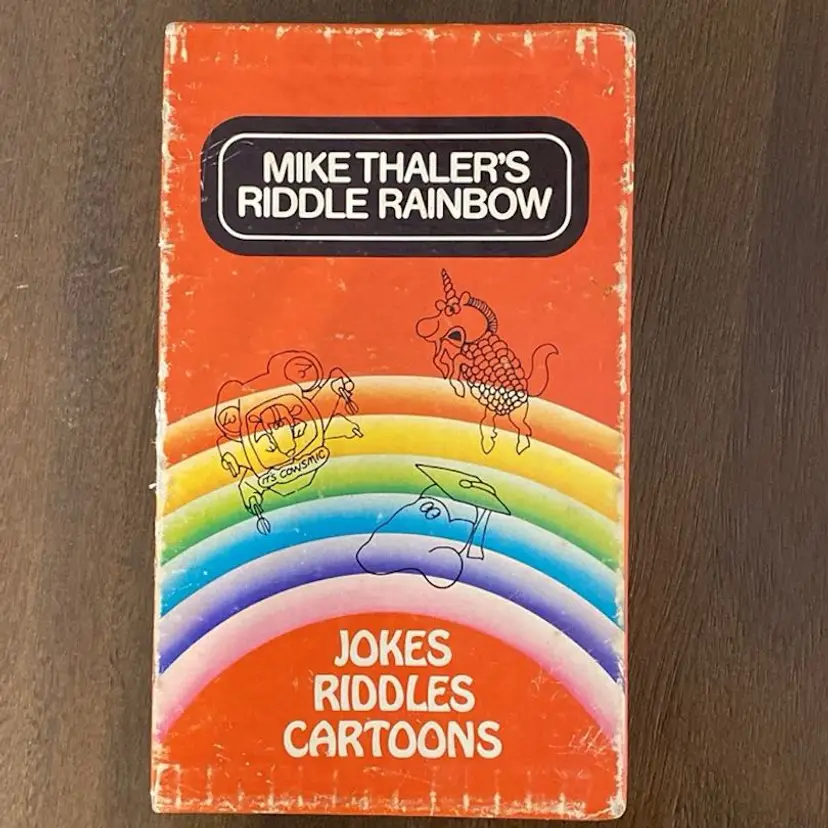 MIKE THALER'S
RIDDLE RAINBOW
IT'S COWSMIC
JOKES
RIDDLES
CARTOONS